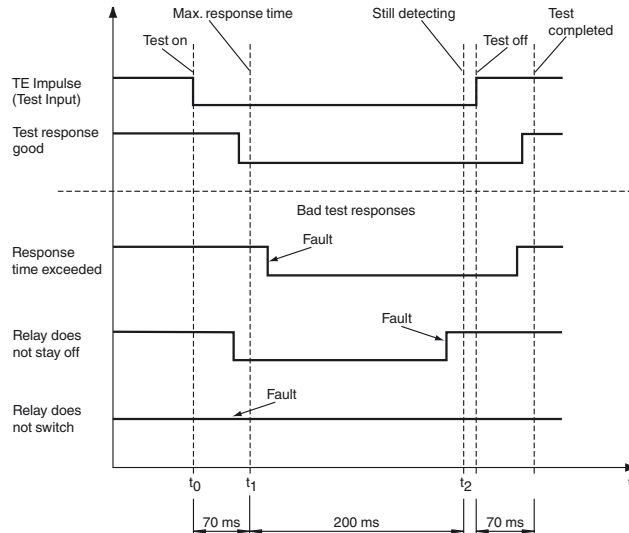 Test on
Max. response time
Still detecting
Test off
Test
completed
TE Impulse
(Test Input)
Test response
good
Bad test responses
Response
time exceeded
Fault
Relay does
not stay off
Fault
Relay does
not switch
Fault
t0
t1
t2
t
70 ms
200 ms
70 ms